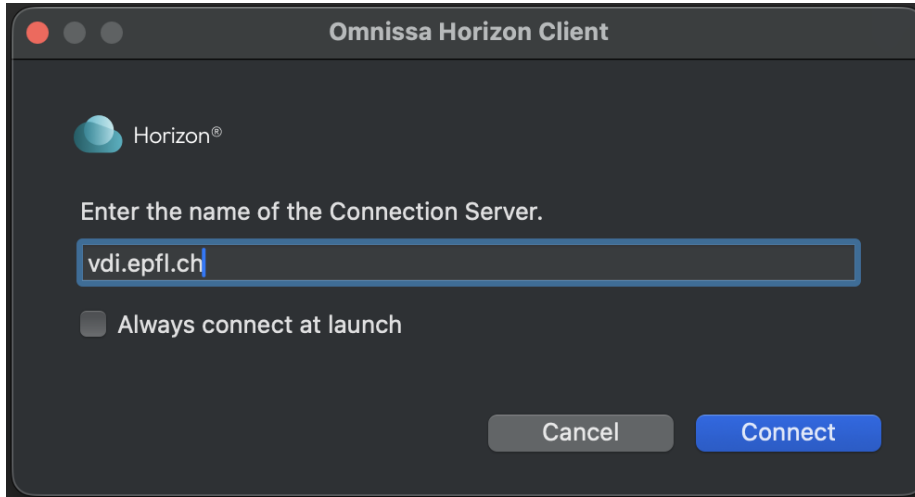 Omnissa Horizon Client
Horizon®
Enter the name of the Connection Server.
vdi.epfl.ch
Always connect at launch
Cancel
Connect